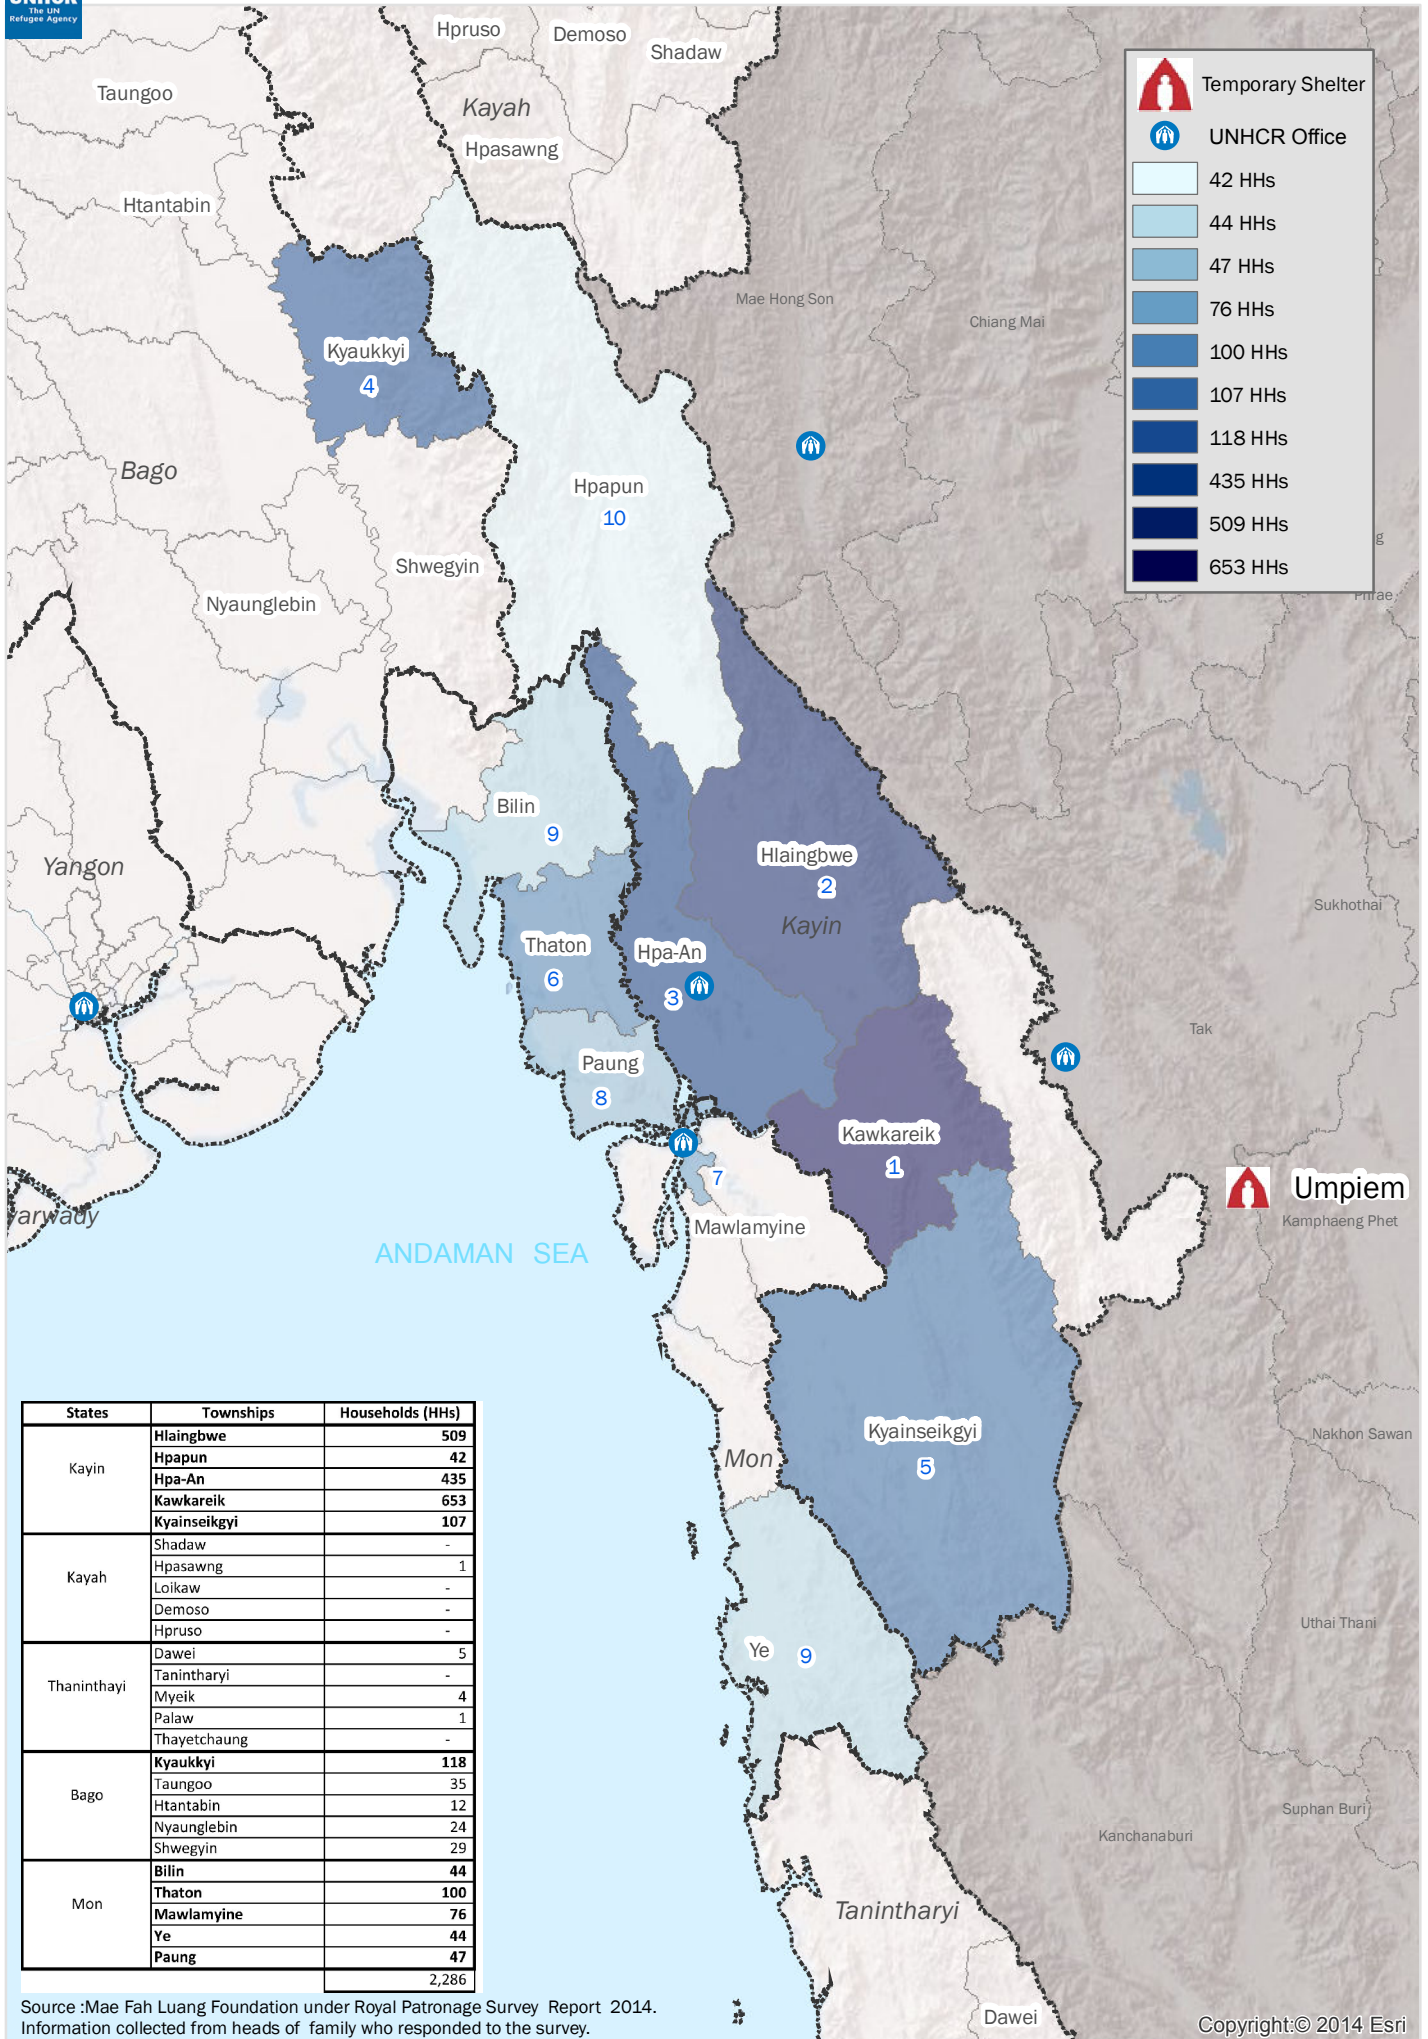 UNHCR
The UN
Refugee Agency
Hpruso
Demoso
Shadaw
Taungoo
Kayah
Hpasawng
Htantabin
Temporary Shelter
UNHCR Office
42 HHs
44 HHs
47 HHs
76 HHs
100 HHs
107 HHs
118 HHs
435 HHs
509 HHs
653 HHs
Mae Hong Son
Chiang Mai
Kyaukkyi
4
Bago
Hpapun
10
Shwegyin
Nyaunglebin
Phrae
Bilin
9
Yangon
Hlaingbwe
2
Kayin
Sukhothai
Thaton
6
Hpa-An
3
Tak
Paung
8
Kawkareik
1
7
Mawlamyine
Umpiem
Kamphaeng Phet
arwady
ANDAMAN SEA
Kyainseikgyi
5
Mon
Nakhon Sawan
Ye
9
Uthai Thani
Suphan Buri
Kanchanaburi
Tanintharyi
Dawei
States Townships Households (HHs)
Kayin
Hlaingbwe 509
Hpapun 42
Hpa-An 435
Kawkareik 653
Kyainseikgyi 107
Kayah
Shadaw -
Hpasawng 1
Loikaw -
Demoso -
Hpruso -
Thaninthayi
Dawei 5
Tanintharyi -
Myeik 4
Palaw 1
Thayetchaung -
Bago
Kyaukkyi 118
Taungoo 35
Htantabin 12
Nyaunglebin 24
Shwegyin 29
Mon
Bilin 44
Thaton 100
Mawlamyine 76
Ye 44
Paung 47
2,286
Source :Mae Fah Luang Foundation under Royal Patronage Survey Report 2014.
Information collected from heads of family who responded to the survey.
Copyright:© 2014 Esri